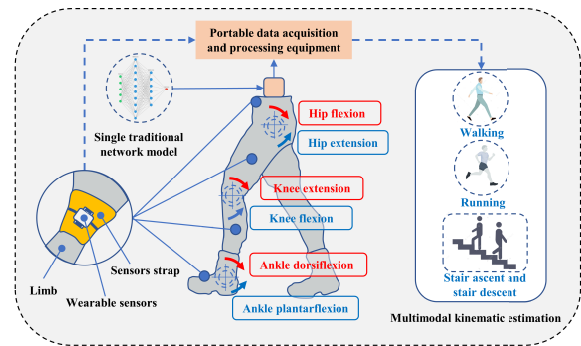 Portable data acquisition
and processing equipment
Single traditional
network model
Hip flexion
Hip extension
Knee extension
Knee flexion
Ankle dorsiflexion
Ankle plantarflexion
Sensors strap
Limb
Wearable sensors
Walking
Running
Stair ascent and
stair descent
Multimodal kinematic estimation